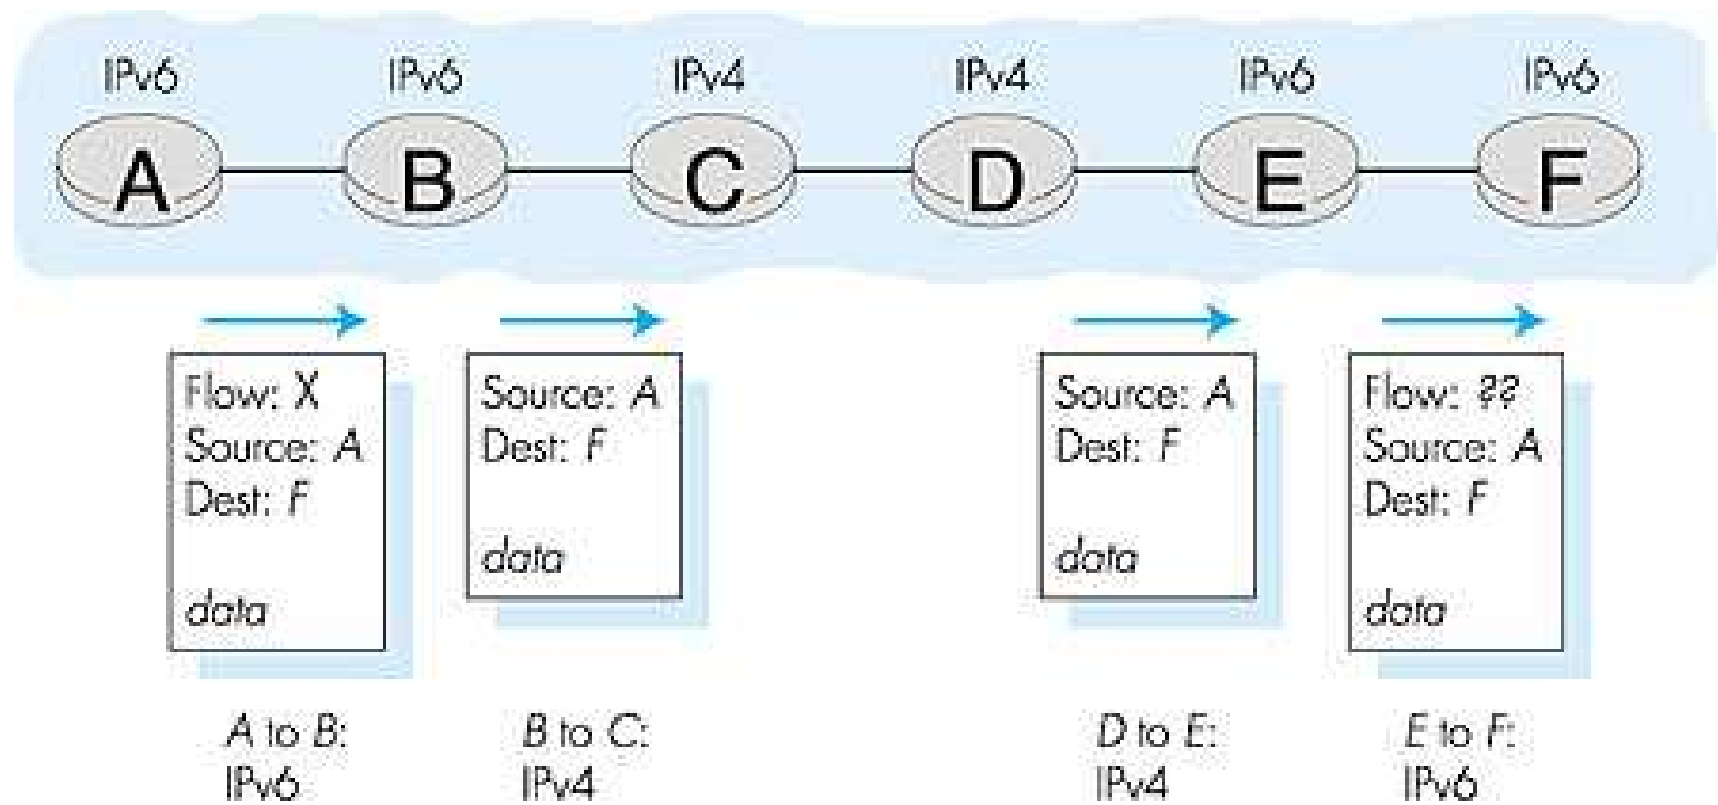 IPv6 IPv6 IPv4 IPv4 IPv6 IPv6
A B C D E F
Flow: X
Source: A
Dest: F
data
Source: A
Dest: F
data
Source: A
Dest: F
data
Flow: ??
Source: A
Dest: F
data
A to B:
IPv6
B to C:
IPv4
D to E:
IPv4
E to F:
IPv6